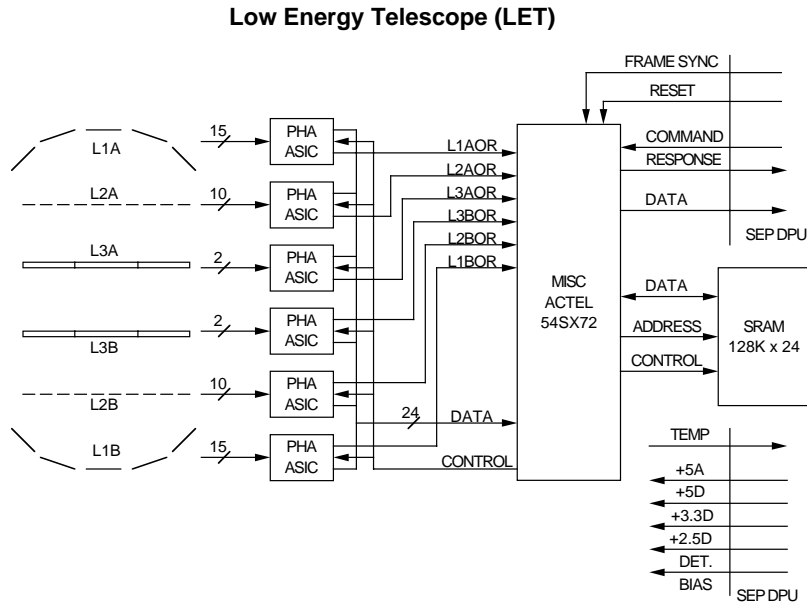 Low Energy Telescope (LET)
FRAME SYNC
RESET
COMMAND
RESPONSE
DATA
SEP DPU
L1A
15
PHA
ASIC
L1AOR
L2A
10
PHA
ASIC
L2AOR
L3A
2
PHA
ASIC
L3AOR
L3B
2
PHA
ASIC
L3BOR
L2B
10
PHA
ASIC
L2BOR
L1B
15
PHA
ASIC
L1BOR
24
DATA
CONTROL
MISC
ACTEL
54SX72
DATA
ADDRESS
CONTROL
SRAM
128K x 24
TEMP
+5A
+5D
+3.3D
+2.5D
DET.
BIAS
SEP DPU